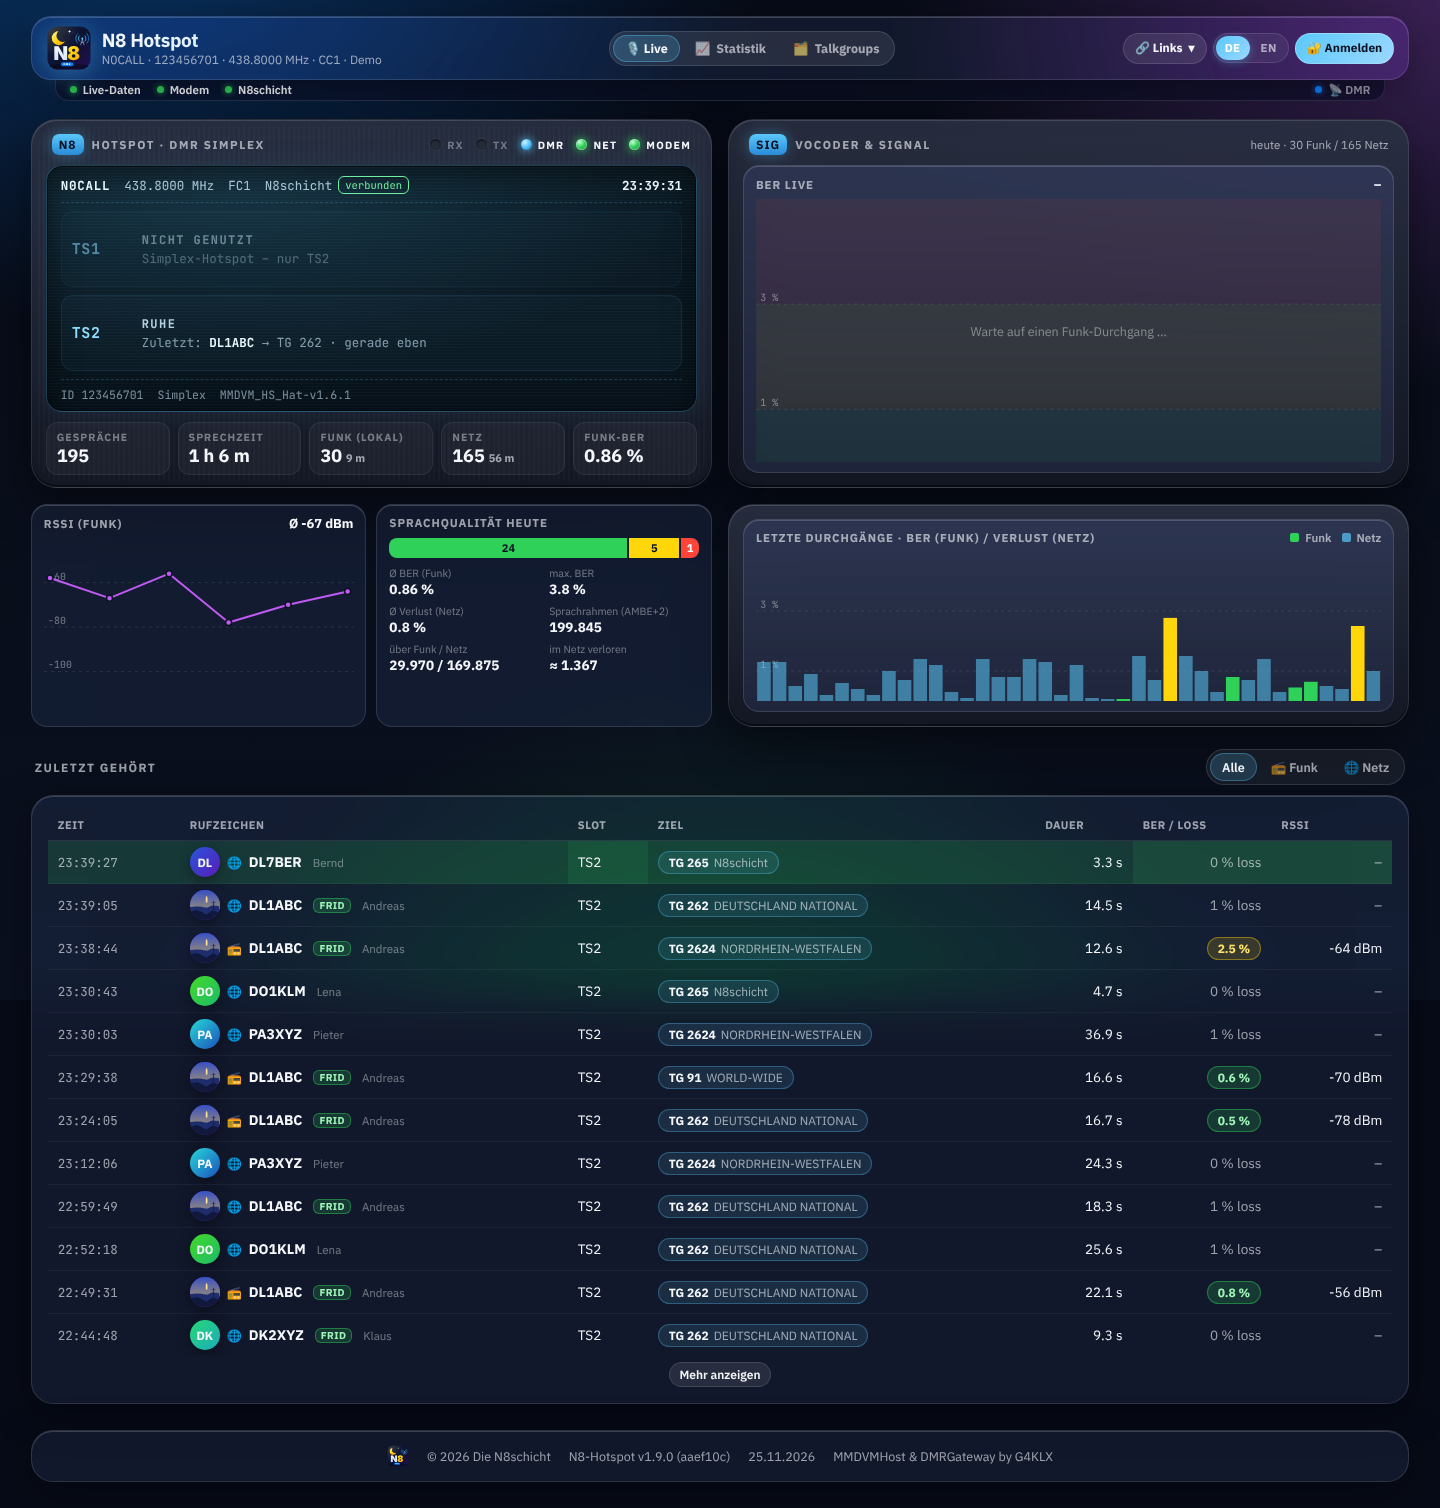 N8 Hotspot
N0CALL · 123456701 · 438.8000 MHz · CC1 · Demo
Live
Statistik
Talkgroups
Links ▾
DE EN
Anmelden
Live-Daten Modem N8schicht
DMR
N8 HOTSPOT · DMR SIMPLEX
RX TX DMR NET MODEM
N0CALL 438.8000 MHz FC1 N8schicht verbunden 23:39:31
TS1
NICHT GENUTZT
Simplex-Hotspot – nur TS2
TS2
RUHE
Zuletzt: DL1ABC → TG 262 · gerade eben
ID 123456701 Simplex MMDVM_HS_Hat-v1.6.1
GESPRÄCHE
195
SPRECHZEIT
1 h 6 m
FUNK (LOKAL)
30 9 m
NETZ
165 56 m
FUNK-BER
0.86 %
SIG VOCODER & SIGNAL
heute · 30 Funk / 165 Netz
BER LIVE –
3 %
Warte auf einen Funk-Durchgang …
1 %
RSSI (FUNK) Ø -67 dBm
-60
-80
-100
SPRACHQUALITÄT HEUTE
24 5 1
Ø BER (Funk) max. BER
0.86 % 3.8 %
Ø Verlust (Netz) Sprachrahmen (AMBE+2)
0.8 % 199.845
über Funk / Netz im Netz verloren
29.970 / 169.875 ≈ 1.367
LETZTE DURCHGÄNGE · BER (FUNK) / VERLUST (NETZ) Funk Netz
3 %
1 %
ZULETZT GEHÖRT
Alle Funk Netz
ZEIT RUFZEICHEN SLOT ZIEL DAUER BER / LOSS RSSI
23:39:27 DL DL7BER Bernd TS2 TG 265 N8schicht 3.3 s 0 % loss –
23:39:05 DL1ABC FRID Andreas TS2 TG 262 DEUTSCHLAND NATIONAL 14.5 s 1 % loss –
23:38:44 DL1ABC FRID Andreas TS2 TG 2624 NORDRHEIN-WESTFALEN 12.6 s 2.5 % -64 dBm
23:30:43 DO DO1KLM Lena TS2 TG 265 N8schicht 4.7 s 0 % loss –
23:30:03 PA PA3XYZ Pieter TS2 TG 2624 NORDRHEIN-WESTFALEN 36.9 s 1 % loss –
23:29:38 DL1ABC FRID Andreas TS2 TG 91 WORLD-WIDE 16.6 s 0.6 % -70 dBm
23:24:05 DL1ABC FRID Andreas TS2 TG 262 DEUTSCHLAND NATIONAL 16.7 s 0.5 % -78 dBm
23:12:06 PA PA3XYZ Pieter TS2 TG 2624 NORDRHEIN-WESTFALEN 24.3 s 0 % loss –
22:59:49 DL1ABC FRID Andreas TS2 TG 262 DEUTSCHLAND NATIONAL 18.3 s 1 % loss –
22:52:18 DO DO1KLM Lena TS2 TG 262 DEUTSCHLAND NATIONAL 25.6 s 1 % loss –
22:49:31 DL1ABC FRID Andreas TS2 TG 262 DEUTSCHLAND NATIONAL 22.1 s 0.8 % -56 dBm
22:44:48 DK DK2XYZ FRID Klaus TS2 TG 262 DEUTSCHLAND NATIONAL 9.3 s 0 % loss –
Mehr anzeigen
N8 © 2026 Die N8schicht N8-Hotspot v1.9.0 (aaef10c) 25.11.2026 MMDVMHost & DMRGateway by G4KLX